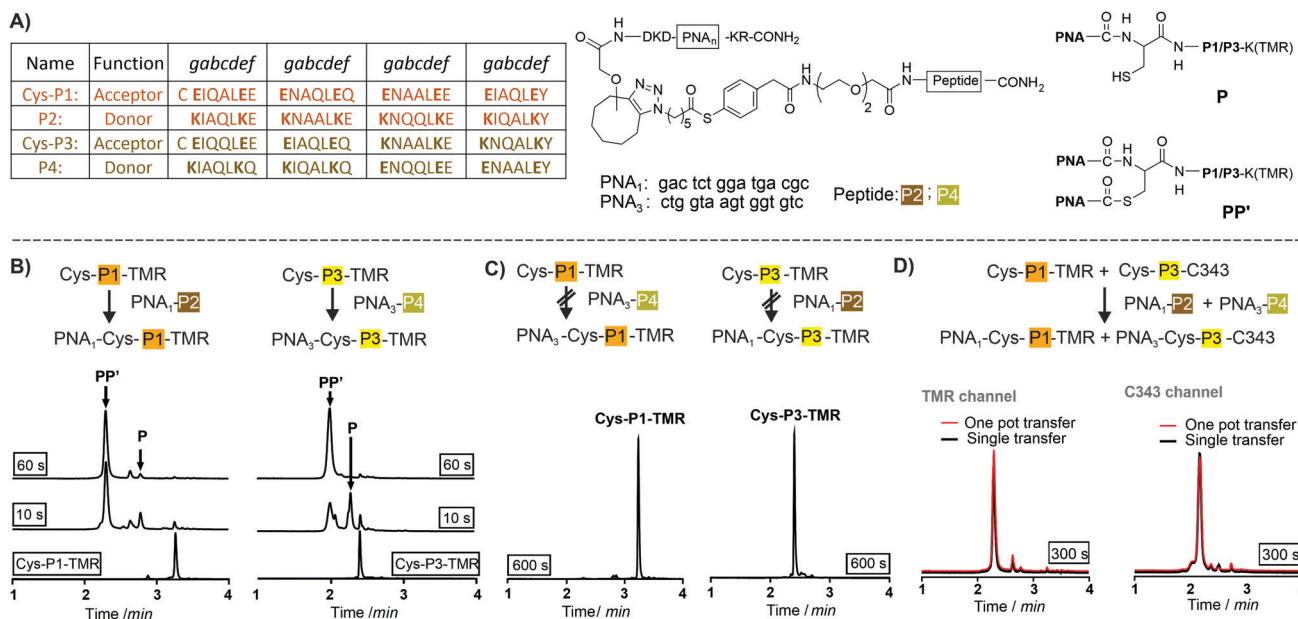 A)
Name Function gabcdef gabcdef gabcdef gabcdef
Cys-P1: Acceptor C EIQALEE ENAQLEQ ENAALEE EIAQLEY
P2: Donor KIAQLKE KNAALKE KNQQLKE KIQALKY
Cys-P3: Acceptor C EIQQLEE EIAQLEQ KNAALKE KNQALKY
P4: Donor KIAQLKQ KIQALKQ ENQQLEE ENAALEY
O
H
N
DKD- PNAn -KR-CONH2
O
N
N
N
5
O
S
O
N
H
O
2
O
H
N
Peptide
CONH2
PNA1: gac tct gga tga cgc
PNA3: ctg gta agt ggt gtc
Peptide: P2 ; P4
O
PNA C N
H
O
N
H
P1/P3-K(TMR)
HS
P
O
PNA C N
H
O
N
H
P1/P3-K(TMR)
O
PNA C S
PP'
B)
Cys-P1-TMR
PNA1-P2
PNA1-Cys-P1-TMR
Cys-P3-TMR
PNA3-P4
PNA3-Cys-P3-TMR
PP'
P
60 s
10 s
Cys-P1-TMR
1 2 3 4
Time /min
PP'
P
60 s
10 s
Cys-P3-TMR
1 2 3 4
Time /min
C)
Cys-P1-TMR
PNA3-P4
PNA3-Cys-P1-TMR
Cys-P3-TMR
PNA1-P2
PNA1-Cys-P3-TMR
Cys-P1-TMR
600 s
1 2 3 4
Time/ min
Cys-P3-TMR
600 s
1 2 3 4
Time/ min
D)
Cys-P1-TMR + Cys-P3-C343
PNA1-P2 + PNA3-P4
PNA1-Cys-P1-TMR + PNA3-Cys-P3-C343
TMR channel
One pot transfer
Single transfer
300 s
1 2 3 4
Time/ min
C343 channel
One pot transfer
Single transfer
300 s
1 2 3 4
Time/ min